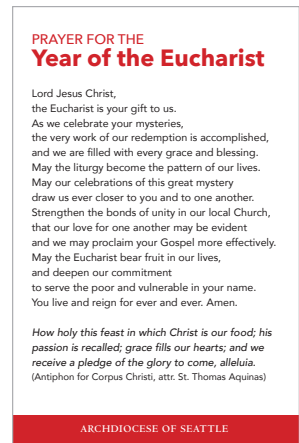 PRAYER FOR THE
Year of the Eucharist
Lord Jesus Christ,
the Eucharist is your gift to us.
As we celebrate your mysteries,
the very work of our redemption is accomplished,
and we are filled with every grace and blessing.
May the liturgy become the pattern of our lives.
May our celebrations of this great mystery
draw us ever closer to you and to one another.
Strengthen the bonds of unity in our local Church,
that our love for one another may be evident
and we may proclaim your Gospel more effectively.
May the Eucharist bear fruit in our lives,
and deepen our commitment
to serve the poor and vulnerable in your name.
You live and reign for ever and ever. Amen.
How holy this feast in which Christ is our food; his
passion is recalled; grace fills our hearts; and we
receive a pledge of the glory to come, alleluia.
(Antiphon for Corpus Christi, attr. St. Thomas Aquinas)
ARCHDIOCESE OF SEATTLE